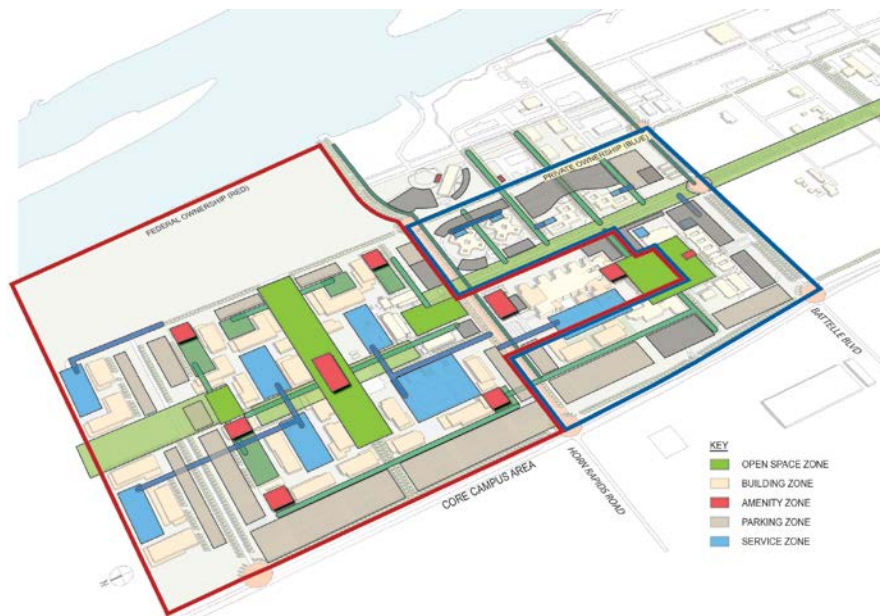 FEDERAL OWNERSHIP (RED)
PRIVATE OWNERSHIP (BLUE)
BATTELLE BLVD
HORN RAPIDS ROAD
CORE CAMPUS AREA
KEY
OPEN SPACE ZONE
BUILDING ZONE
AMENITY ZONE
PARKING ZONE
SERVICE ZONE
N